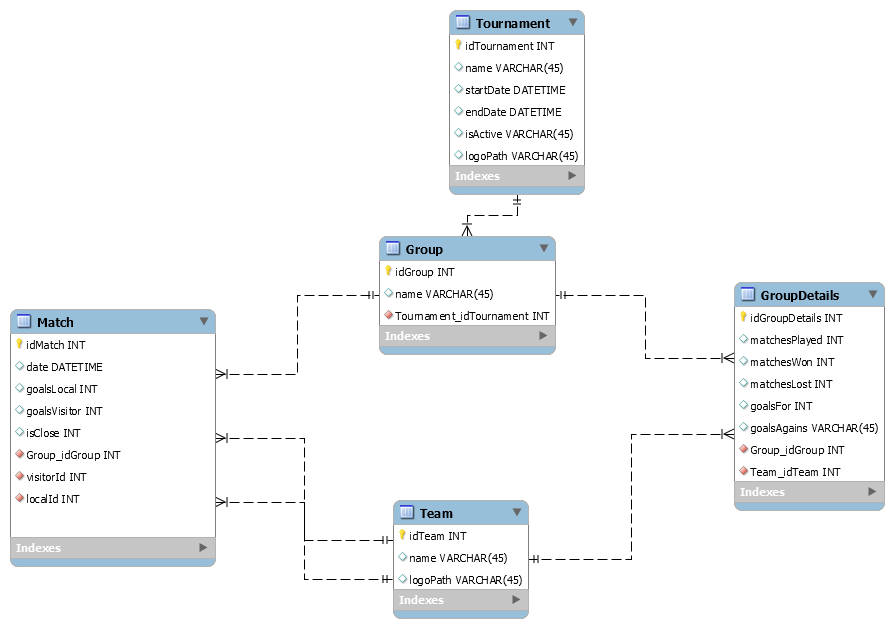 Tournament
idTournament INT
name VARCHAR(45)
startDate DATETIME
endDate DATETIME
isActive VARCHAR(45)
logoPath VARCHAR(45)
Indexes
Group
idGroup INT
name VARCHAR(45)
Tournament_idTournament INT
Indexes
Match
idMatch INT
date DATETIME
goalsLocal INT
goalsVisitor INT
isClose INT
Group_idGroup INT
visitorId INT
localId INT
Indexes
GroupDetails
idGroupDetails INT
matchesPlayed INT
matchesWon INT
matchesLost INT
goalsFor INT
goalsAgains VARCHAR(45)
Group_idGroup INT
Team_idTeam INT
Indexes
Team
idTeam INT
name VARCHAR(45)
logoPath VARCHAR(45)
Indexes